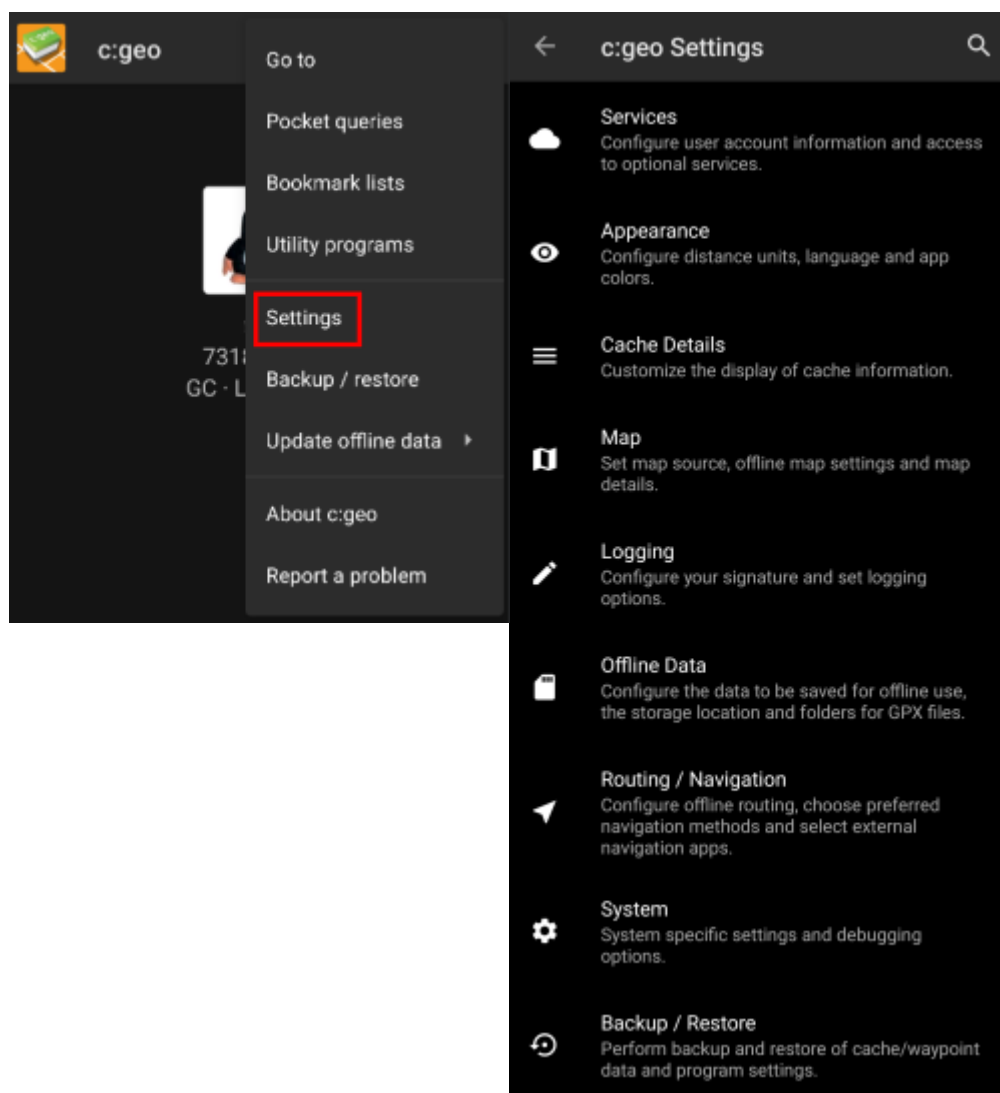 c:geo
Go to
Pocket queries
Bookmark lists
Utility programs
Settings
Backup / restore
Update offline data
About c:geo
Report a problem
731
GC · L
c:geo Settings
Services
Configure user account information and access
to optional services.
Appearance
Configure distance units, language and app
colors.
Cache Details
Customize the display of cache information.
Map
Set map source, offline map settings and map
details.
Logging
Configure your signature and set logging
options.
Offline Data
Configure the data to be saved for offline use,
the storage location and folders for GPX files.
Routing / Navigation
Configure offline routing, choose preferred
navigation methods and select external
navigation apps.
System
System specific settings and debugging
options.
Backup / Restore
Perform backup and restore of cache/waypoint
data and program settings.